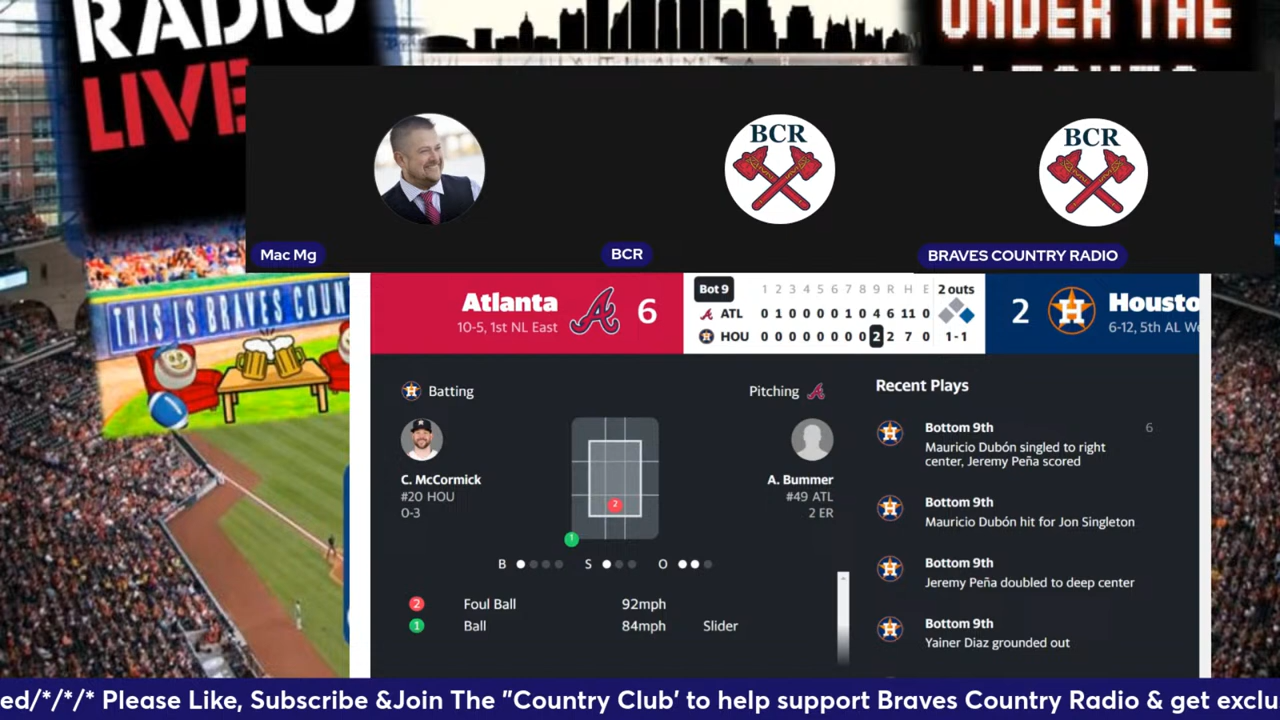 RADIO
LIVE
UNDER THE
BCR
BCR
Mac Mg
BCR
BRAVES COUNTRY RADIO
THIS IS BRAVES COUN
Atlanta
10-5, 1st NL East
6
Bot 9 1 2 3 4 5 6 7 8 9 R H E 2 outs
ATL 0 1 0 0 0 0 1 0 4 6 11 0
HOU 0 0 0 0 0 0 0 0 2 2 7 0 1 - 1
2
Housto
6-12, 5th AL We
Batting
Pitching
C. McCormick
#20 HOU
0-3
A. Bummer
#49 ATL
2 ER
2
1
B S O
2 Foul Ball 92mph
1 Ball 84mph Slider
Recent Plays
Bottom 9th 6
Mauricio Dubón singled to right
center, Jeremy Peña scored
Bottom 9th
Mauricio Dubón hit for Jon Singleton
Bottom 9th
Jeremy Peña doubled to deep center
Bottom 9th
Yainer Diaz grounded out
ed/*/*/* Please Like, Subscribe &Join The "Country Club' to help support Braves Country Radio & get exclu